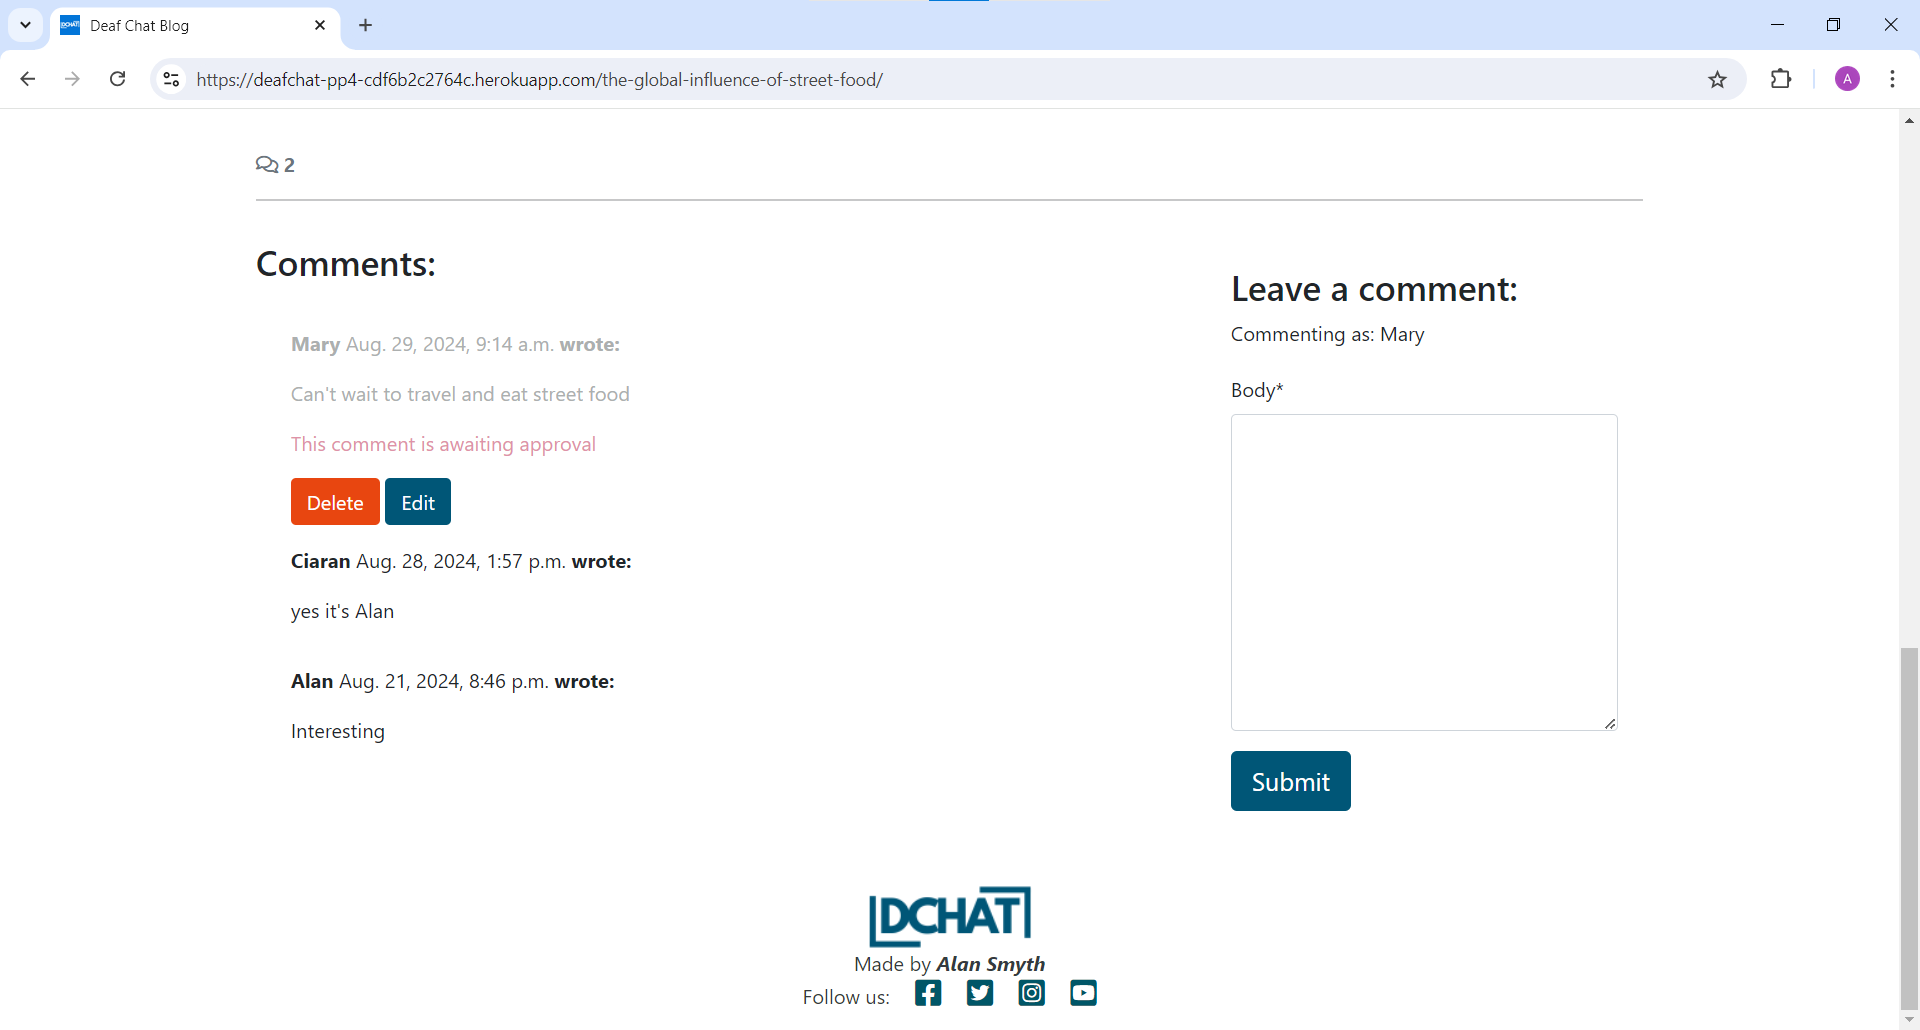 Deaf Chat Blog
https://deafchat-pp4-cdf6b2c2764c.herokuapp.com/the-global-influence-of-street-food/
A
2
Comments:
Mary Aug. 29, 2024, 9:14 a.m. wrote:
Can't wait to travel and eat street food
This comment is awaiting approval
Delete Edit
Ciaran Aug. 28, 2024, 1:57 p.m. wrote:
yes it's Alan
Alan Aug. 21, 2024, 8:46 p.m. wrote:
Interesting
Leave a comment:
Commenting as: Mary
Body*
Submit
DCHAT
Made by Alan Smyth
Follow us: